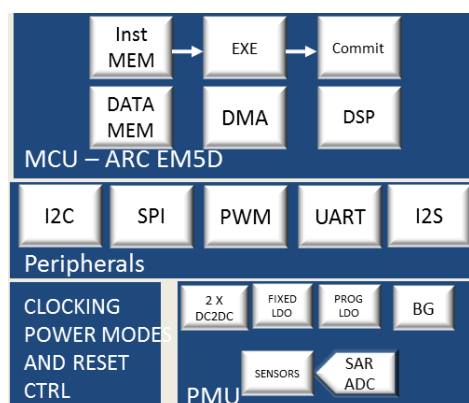 Inst
MEM
EXE
Commit
DATA
MEM
DMA
DSP
MCU – ARC EM5D
I2C
SPI
PWM
UART
I2S
Peripherals
CLOCKING
POWER MODES
AND RESET
CTRL
2 X
DC2DC
FIXED
LDO
PROG
LDO
BG
SENSORS
SAR
ADC
PMU